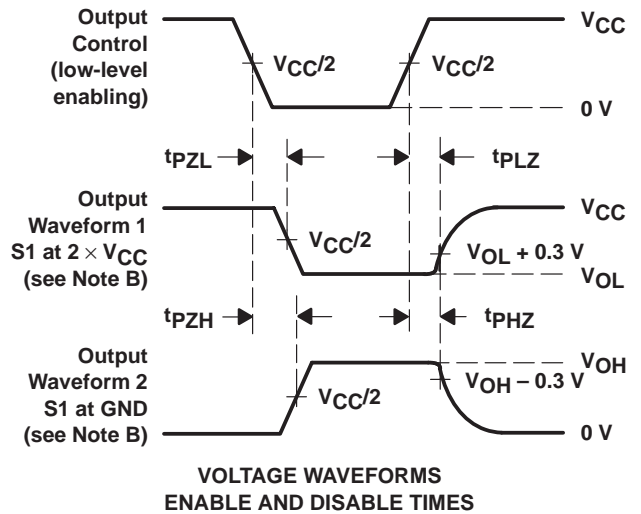 Output
Control
(low-level
enabling)
VCC/2
VCC/2
VCC
0 V
tPZL
tPLZ
Output
Waveform 1
S1 at 2 × VCC
(see Note B)
VCC/2
VCC
VOL + 0.3 V
VOL
tPZH
tPHZ
Output
Waveform 2
S1 at GND
(see Note B)
VCC/2
VOH
VOH – 0.3 V
0 V
VOLTAGE WAVEFORMS
ENABLE AND DISABLE TIMES